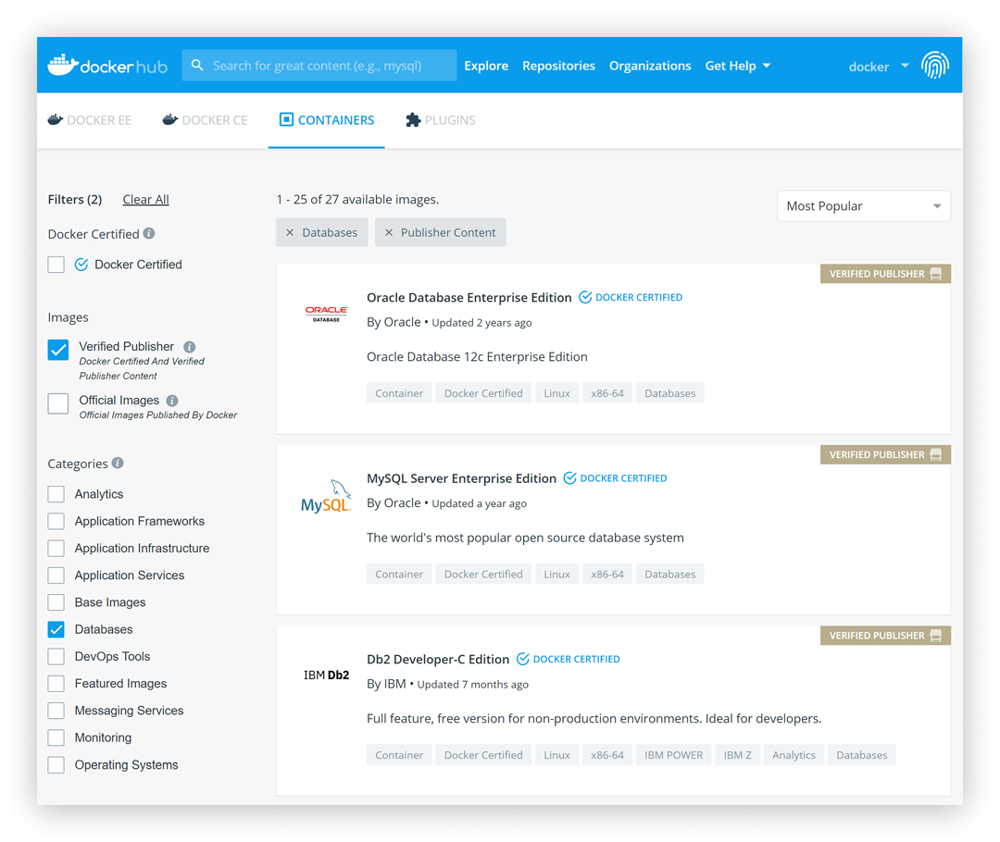 docker hub Search for great content (e.g., mysql) Explore Repositories Organizations Get Help docker
DOCKER EE DOCKER CE CONTAINERS PLUGINS
Filters (2) Clear All
Docker Certified
Docker Certified
Images
Verified Publisher
Docker Certified And Verified
Publisher Content
Official Images
Official Images Published By Docker
Categories
Analytics
Application Frameworks
Application Infrastructure
Application Services
Base Images
Databases
DevOps Tools
Featured Images
Messaging Services
Monitoring
Operating Systems
1 - 25 of 27 available images.
Most Popular
Databases Publisher Content
VERIFIED PUBLISHER
ORACLE
DATABASE
Oracle Database Enterprise Edition DOCKER CERTIFIED
By Oracle • Updated 2 years ago
Oracle Database 12c Enterprise Edition
Container Docker Certified Linux x86-64 Databases
VERIFIED PUBLISHER
MySQL
MySQL Server Enterprise Edition DOCKER CERTIFIED
By Oracle • Updated a year ago
The world's most popular open source database system
Container Docker Certified Linux x86-64 Databases
VERIFIED PUBLISHER
IBM Db2
Db2 Developer-C Edition DOCKER CERTIFIED
By IBM • Updated 7 months ago
Full feature, free version for non-production environments. Ideal for developers.
Container Docker Certified Linux x86-64 IBM POWER IBM Z Analytics Databases